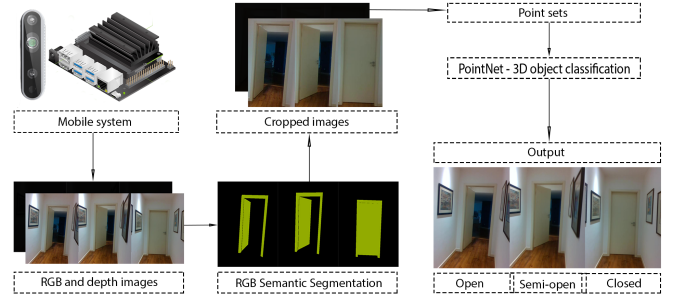 Mobile system
RGB and depth images
RGB Semantic Segmentation
Cropped images
Point sets
PointNet - 3D object classification
Output
Open
Semi-open
Closed